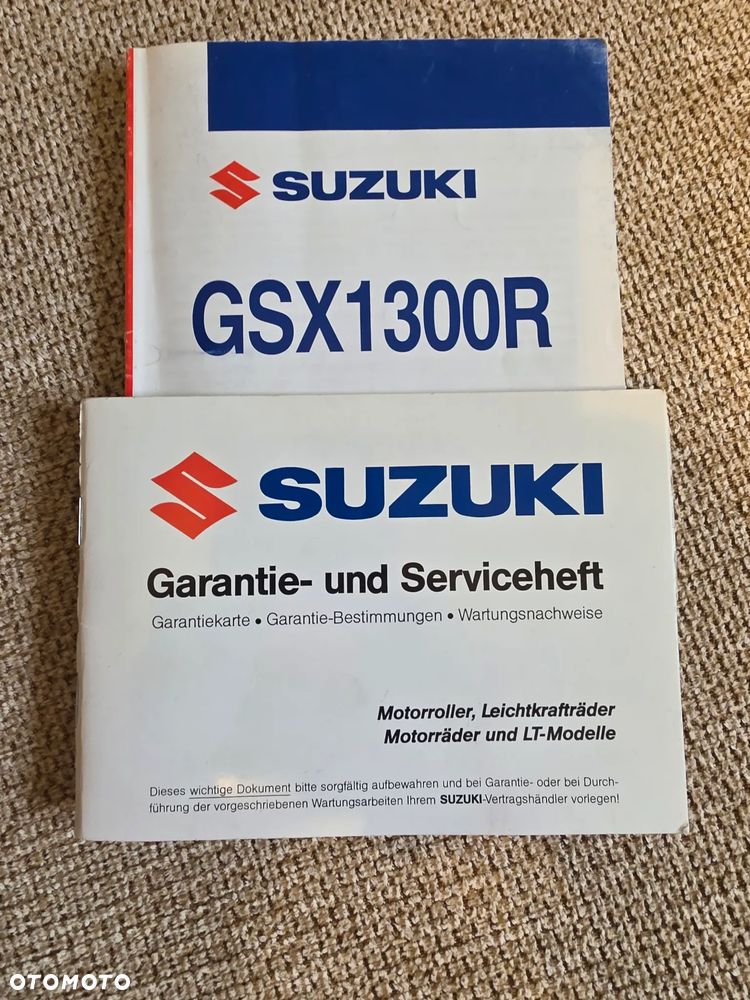 SUZUKI
GSX1300R
SUZUKI
Garantie- und Serviceheft
Garantiekarte • Garantie-Bestimmungen • Wartungsnachweise
Motorroller, Leichtkrafträder
Motorräder und LT-Modelle
Dieses wichtige Dokument bitte sorgfältig aufbewahren und bei Garantie- oder bei Durch-
führung der vorgeschriebenen Wartungsarbeiten Ihrem SUZUKI-Vertragshändler vorlegen!
OTOMOTO